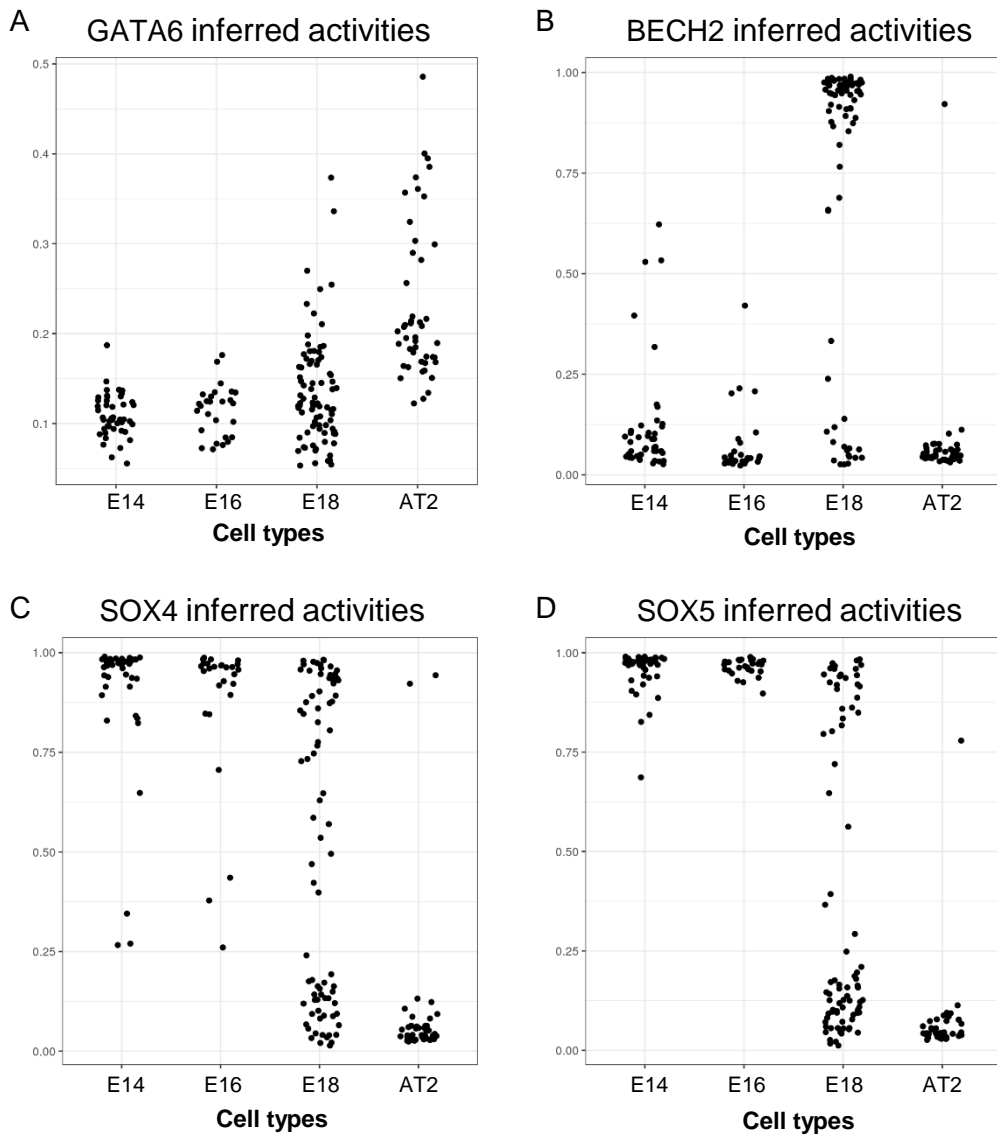 A
GATA6 inferred activities
0.5
0.4
0.3
0.2
0.1
E14 E16 E18 AT2
Cell types
B
BECH2 inferred activities
1.00
0.75
0.50
0.25
0.00
E14 E16 E18 AT2
Cell types
C
SOX4 inferred activities
1.00
0.75
0.50
0.25
0.00
E14 E16 E18 AT2
Cell types
D
SOX5 inferred activities
1.00
0.75
0.50
0.25
0.00
E14 E16 E18 AT2
Cell types